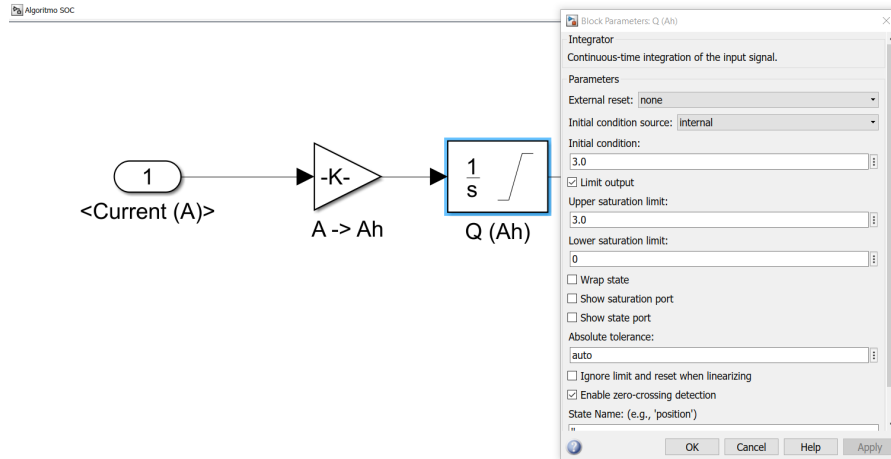 Algoritmo SOC
1
<Current (A)>
-K-
A -> Ah
1
s
Q (Ah)
Block Parameters: Q (Ah)
Integrator
Continuous-time integration of the input signal.
Parameters
External reset: none
Initial condition source: internal
Initial condition:
3.0
Limit output
Upper saturation limit:
3.0
Lower saturation limit:
0
Wrap state
Show saturation port
Show state port
Absolute tolerance:
auto
Ignore limit and reset when linearizing
Enable zero-crossing detection
State Name: (e.g., 'position')
OK Cancel Help Apply